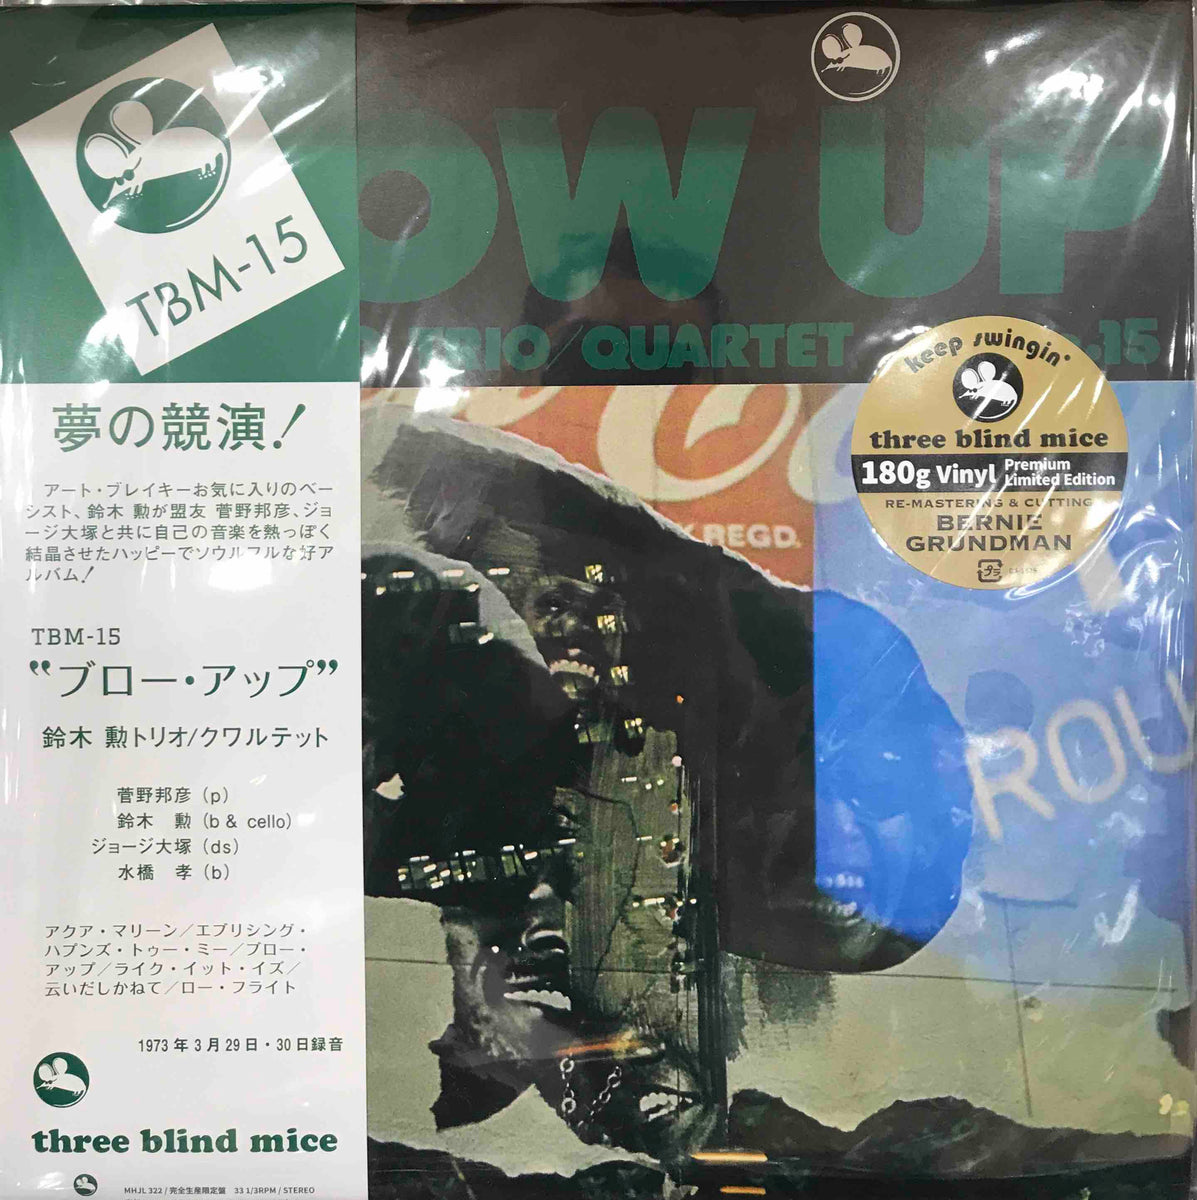 TBM-15
夢の競演!
アート・ブレイキーお気に入りのベー
シスト、鈴木 勲が盟友 菅野邦彦、ジョ
ージ大塚と共に自己の音楽を熱っぽく
結晶させたハッピーでソウルフルな好ア
ルバム!
TBM-15
“ブロー・アップ”
鈴木 勲トリオ/クワルテット
菅野邦彦 (p)
鈴木 勲 (b & cello)
ジョージ大塚 (ds)
水橋 孝 (b)
アクア・マリーン/エブリシング・
ハプンズ・トゥー・ミー/ブロー・
アップ/ライク・イット・イズ/
云いだしかねて/ロー・フライト
1973年3月29日・30日録音
three blind mice
MHJL 322 / 完全生産限定盤 33 1/3RPM / STEREO
OW UP
TRIO/QUARTET
.15
keep swingin'
three blind mice
180g Vinyl Premium
Limited Edition
RE-MASTERING & CUTTING
BERNIE
GRUNDMAN
プラ
REGD.
ROU